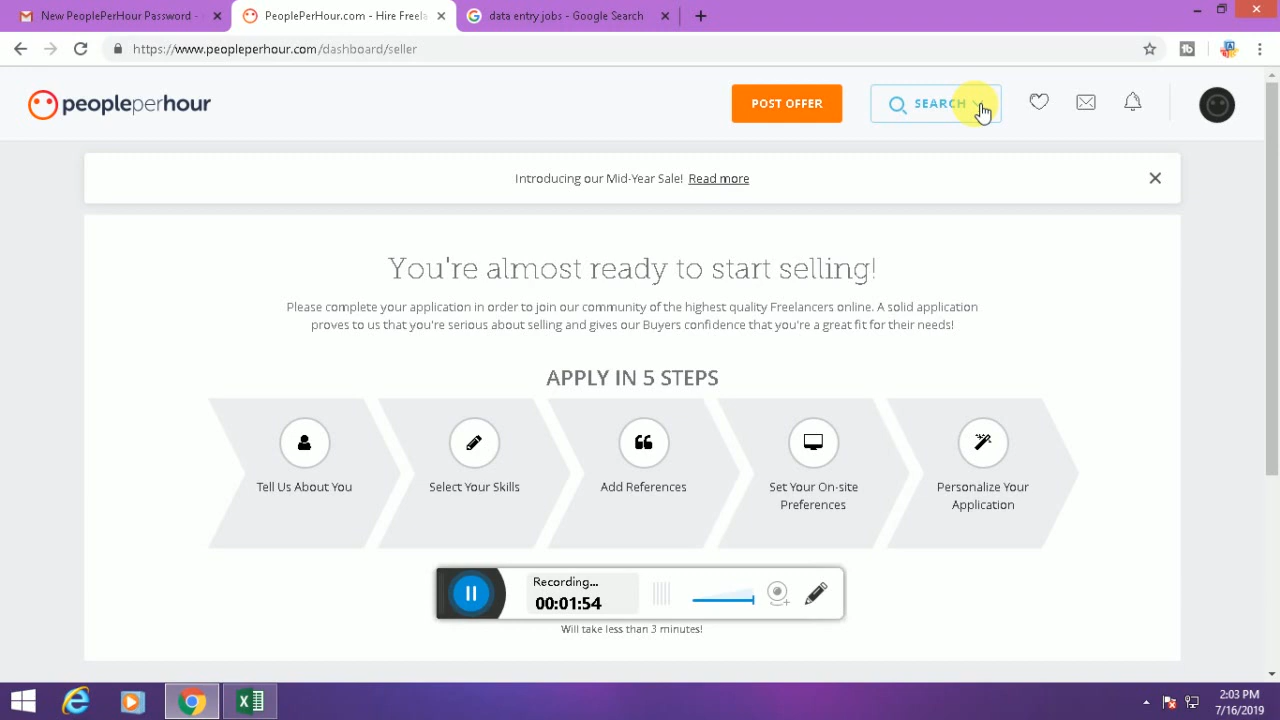 New PeoplePerHour Password -
PeoplePerHour.com - Hire Freela
data entry jobs - Google Search
https://www.peopleperhour.com/dashboard/seller
peopleperhour
POST OFFER
SEARCH
Introducing our Mid-Year Sale! Read more
You're almost ready to start selling!
Please complete your application in order to join our community of the highest quality Freelancers online. A solid application
proves to us that you're serious about selling and gives our Buyers confidence that you're a great fit for their needs!
APPLY IN 5 STEPS
Tell Us About You
Select Your Skills
Add References
Set Your On-site
Preferences
Personalize Your
Application
Recording...
00:01:54
Will take less than 3 minutes!
2:03 PM
7/16/2019